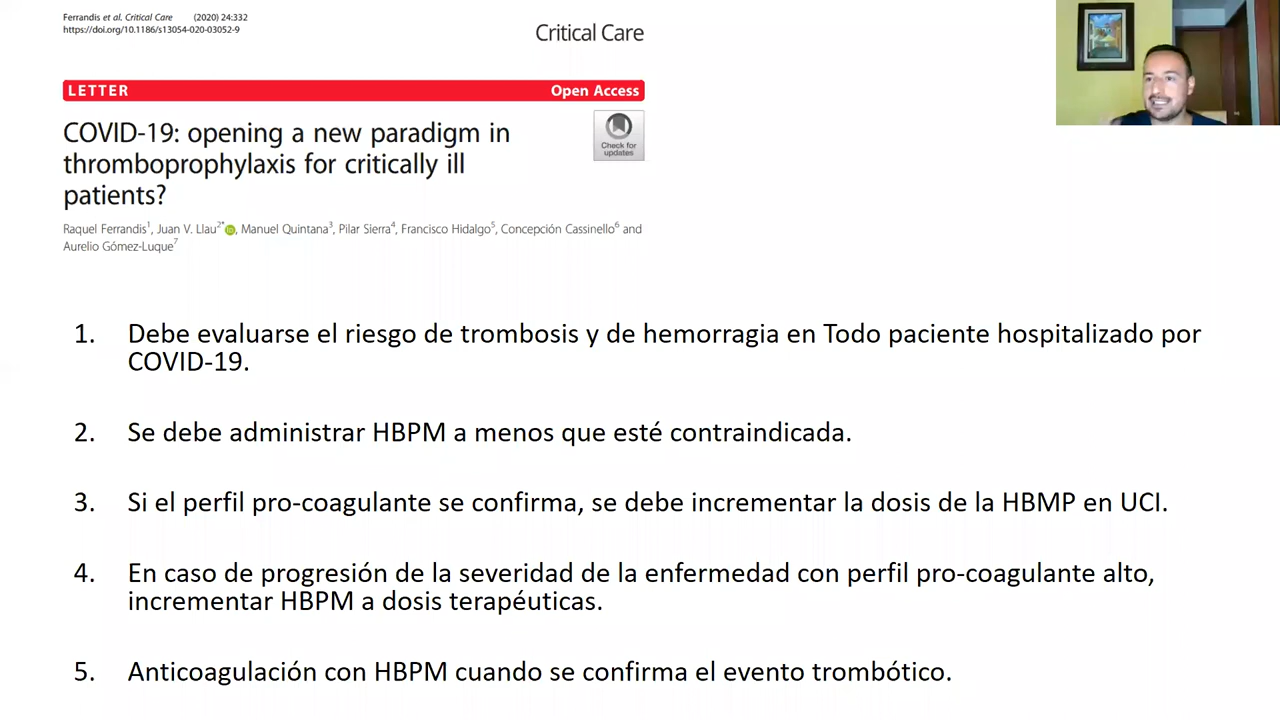 Ferrandis et al. Critical Care (2020) 24:332
https://doi.org/10.1186/s13054-020-03052-9
Critical Care
LETTER Open Access
COVID-19: opening a new paradigm in
thromboprophylaxis for critically ill
patients?
Check for
updates
Raquel Ferrandis1, Juan V. Llau2*, Manuel Quintana3, Pilar Sierra4, Francisco Hidalgo5, Concepción Cassinello6 and
Aurelio Gómez-Luque7
1. Debe evaluarse el riesgo de trombosis y de hemorragia en Todo paciente hospitalizado por
COVID-19.
2. Se debe administrar HBPM a menos que esté contraindicada.
3. Si el perfil pro-coagulante se confirma, se debe incrementar la dosis de la HBMP en UCI.
4. En caso de progresión de la severidad de la enfermedad con perfil pro-coagulante alto,
incrementar HBPM a dosis terapéuticas.
5. Anticoagulación con HBPM cuando se confirma el evento trombótico.